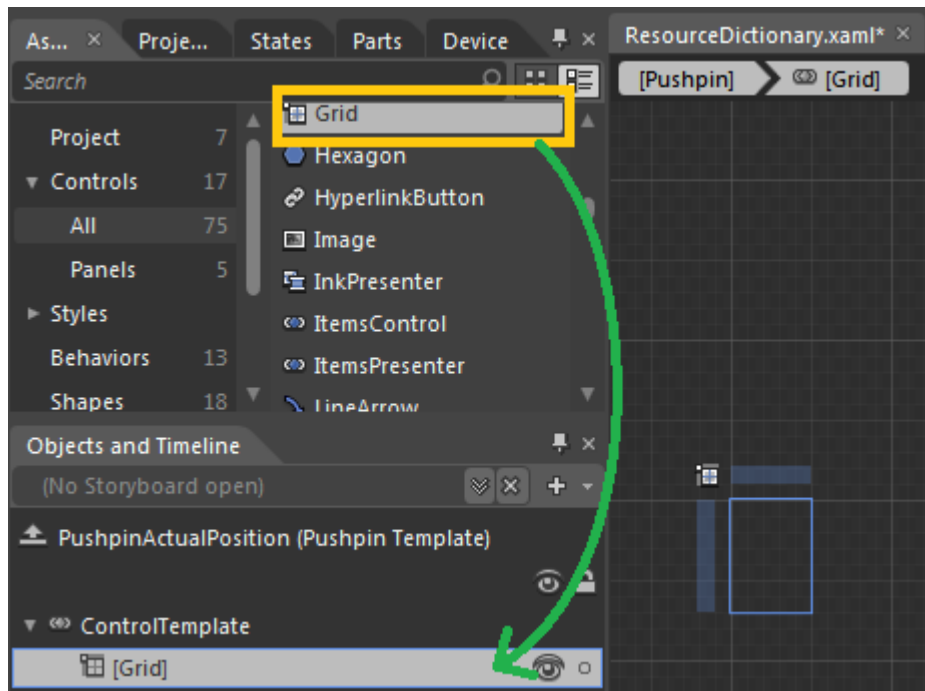 As... Proje... States Parts Device
Search
Project 7
Controls 17
All 75
Panels 5
Styles
Behaviors 13
Shapes 18
Grid
Hexagon
HyperlinkButton
Image
InkPresenter
ItemsControl
ItemsPresenter
LineArrow
Objects and Timeline
(No Storyboard open)
PushpinActualPosition (Pushpin Template)
ControlTemplate
[Grid]
ResourceDictionary.xaml*
[Pushpin] [Grid]